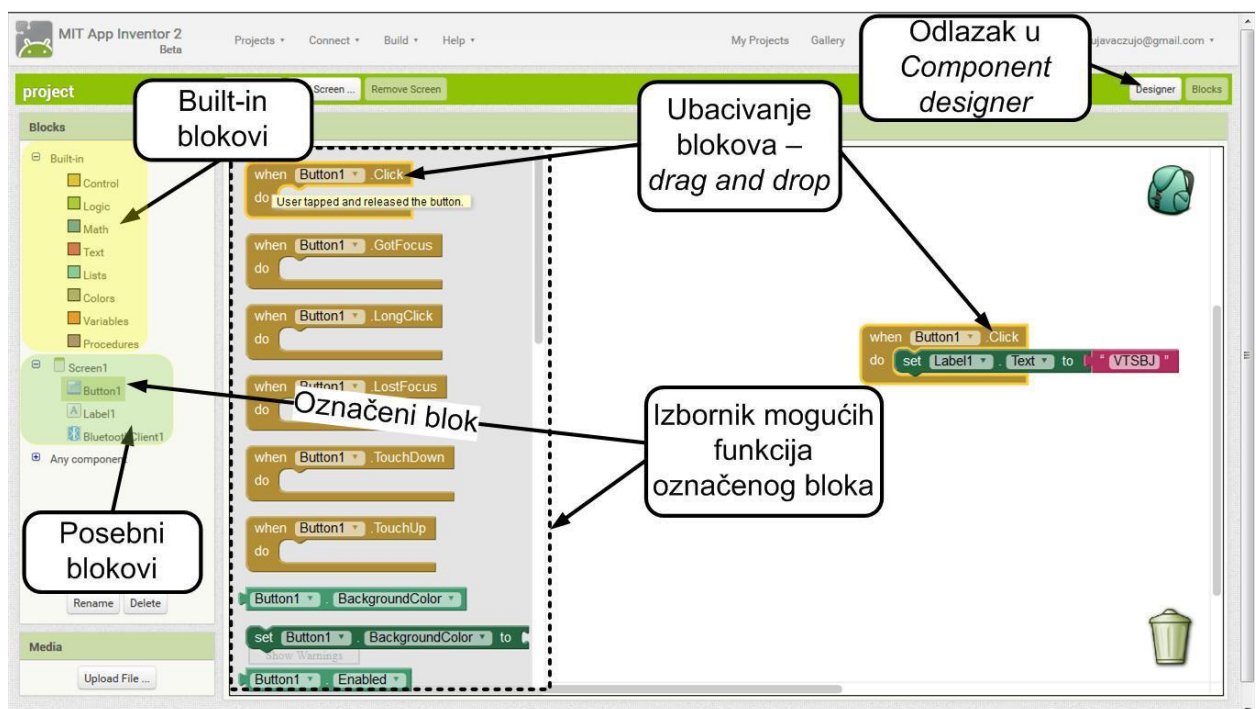 MIT App Inventor 2
Beta
Projects
Connect
Build
Help
My Projects
Gallery
ujavaczujo@gmail.com
Odlazak u
Component
designer
project
Screen ...
Remove Screen
Designer
Blocks
Built-in
blokovi
Ubacivanje
blokova –
drag and drop
Blocks
Built-in
Control
Logic
Math
Text
Lists
Colors
Variables
Procedures
Screen1
Button1
Label1
BluetoothClient1
Any component
Posebni
blokovi
Rename
Delete
Media
Upload File ...
when Button1 .Click
do
User tapped and released the button.
when Button1 .GotFocus
do
when Button1 .LongClick
do
when Button1 .LostFocus
do
Označeni blok
when Button1 .TouchDown
do
when Button1 .TouchUp
do
Button1 . BackgroundColor
set Button1 . BackgroundColor to
Show Warnings
Button1 . Enabled
Izbornik mogućih
funkcija
označenog bloka
when Button1 .Click
do set Label1 . Text to " VTSBJ "